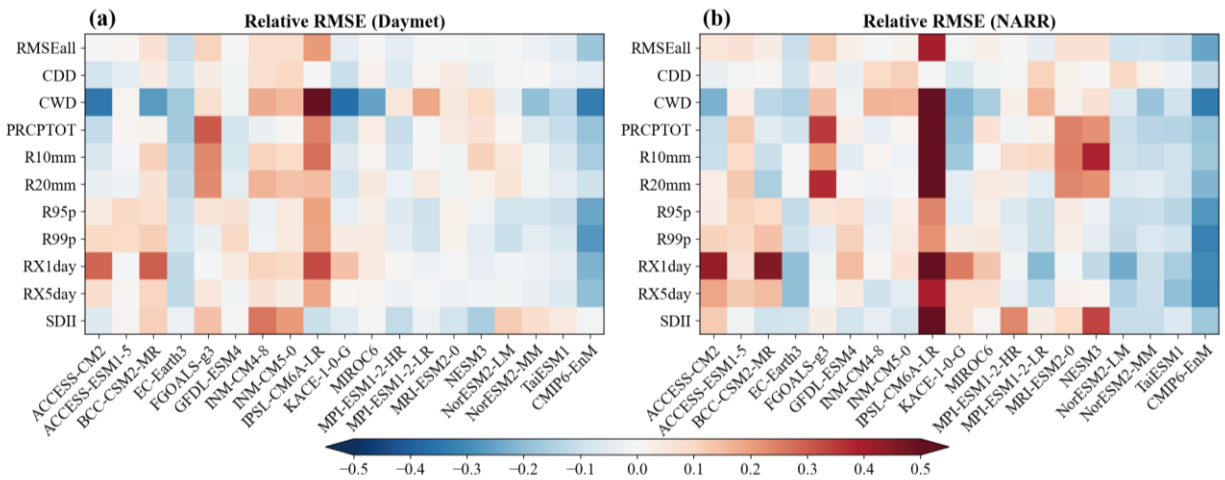 (a)
Relative RMSE (Daymet)
RMSEall
CDD
CWD
PRCPTOT
R10mm
R20mm
R95p
R99p
RX1day
RX5day
SDII
ACCESS-CM2
ACCESS-ESM1-5
BCC-CSM2-MR
EC-Earth3
FGOALS-g3
GFDL-ESM4
INM-CM4-8
INM-CM5-0
IPSL-CM6A-LR
KACE-1-0-G
MIROC6
MPI-ESM1-2-HR
MPI-ESM1-2-LR
MRI-ESM2-0
NESM3
NorESM2-LM
NorESM2-MM
TaiESM1
CMIP6-EnM
(b)
Relative RMSE (NARR)
RMSEall
CDD
CWD
PRCPTOT
R10mm
R20mm
R95p
R99p
RX1day
RX5day
SDII
ACCESS-CM2
ACCESS-ESM1-5
BCC-CSM2-MR
EC-Earth3
FGOALS-g3
GFDL-ESM4
INM-CM4-8
INM-CM5-0
IPSL-CM6A-LR
KACE-1-0-G
MIROC6
MPI-ESM1-2-HR
MPI-ESM1-2-LR
MRI-ESM2-0
NESM3
NorESM2-LM
NorESM2-MM
TaiESM1
CMIP6-EnM
−0.5 −0.4 −0.3 −0.2 −0.1 0.0 0.1 0.2 0.3 0.4 0.5